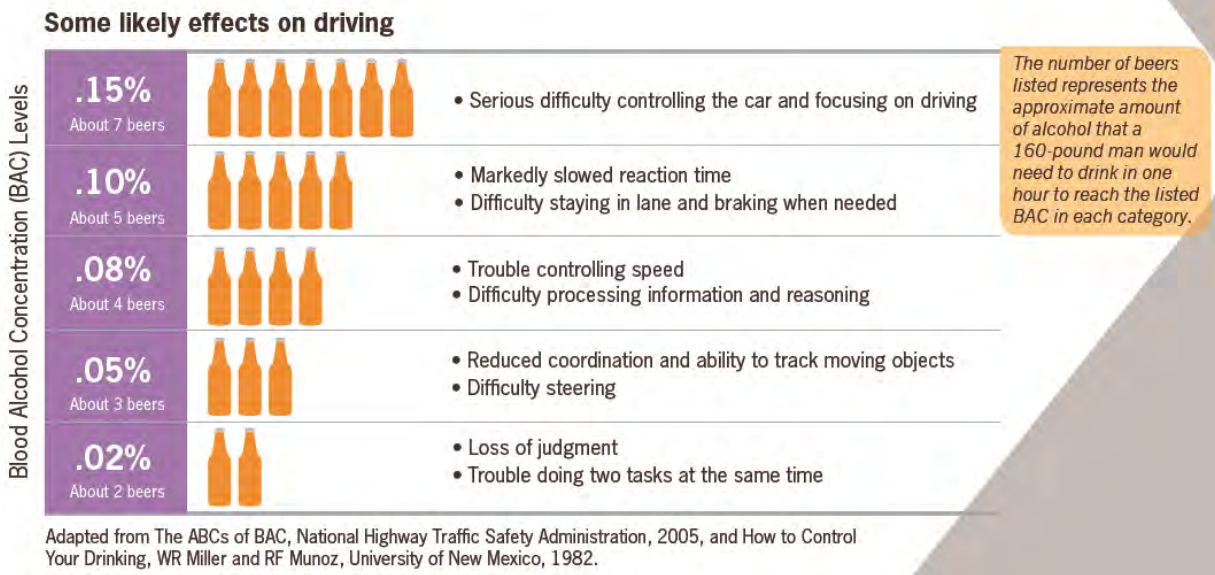 Some likely effects on driving
Blood Alcohol Concentration (BAC) Levels
.15%
About 7 beers
• Serious difficulty controlling the car and focusing on driving
.10%
About 5 beers
• Markedly slowed reaction time
• Difficulty staying in lane and braking when needed
.08%
About 4 beers
• Trouble controlling speed
• Difficulty processing information and reasoning
.05%
About 3 beers
• Reduced coordination and ability to track moving objects
• Difficulty steering
.02%
About 2 beers
• Loss of judgment
• Trouble doing two tasks at the same time
The number of beers
listed represents the
approximate amount
of alcohol that a
160-pound man would
need to drink in one
hour to reach the listed
BAC in each category.
Adapted from The ABCs of BAC, National Highway Traffic Safety Administration, 2005, and How to Control
Your Drinking, WR Miller and RF Munoz, University of New Mexico, 1982.